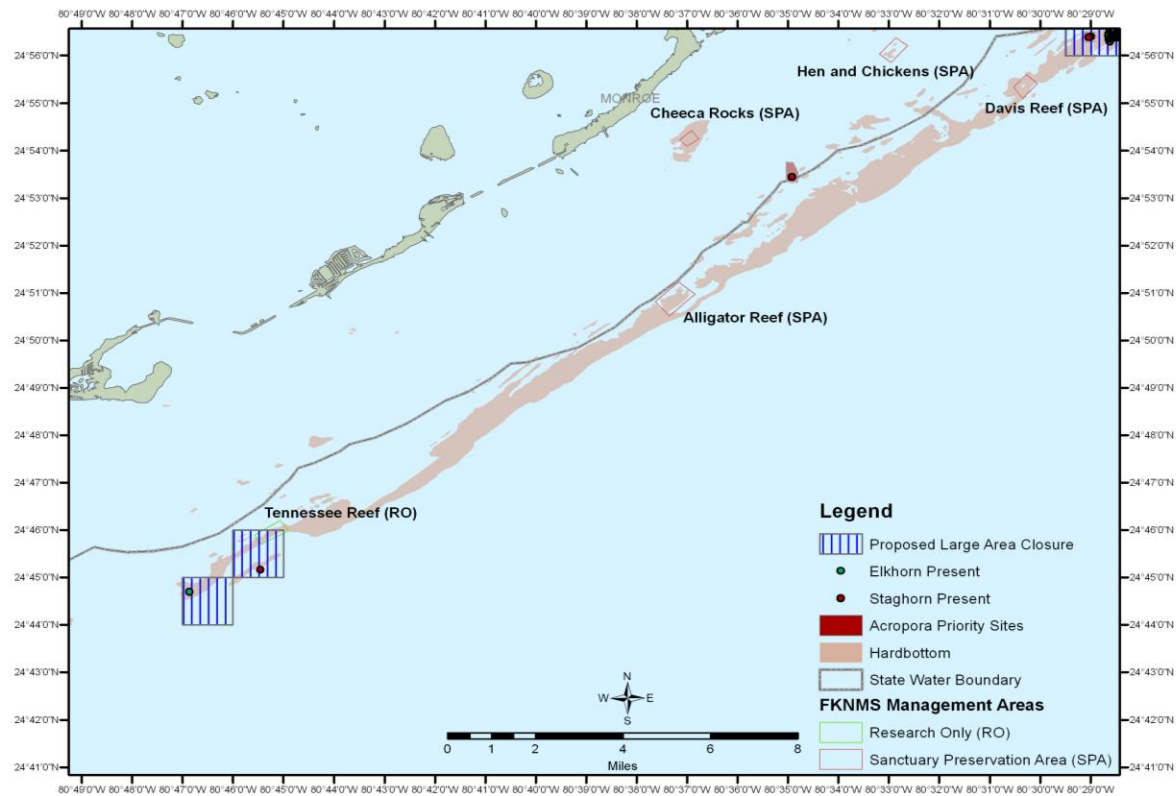 80°49'0"W 80°48'0"W 80°47'0"W 80°46'0"W 80°45'0"W 80°44'0"W 80°43'0"W 80°42'0"W 80°41'0"W 80°40'0"W 80°39'0"W 80°38'0"W 80°37'0"W 80°36'0"W 80°35'0"W 80°34'0"W 80°33'0"W 80°32'0"W 80°31'0"W 80°30'0"W 80°29'0"W
24°56'0"N 24°56'0"N
Hen and Chickens (SPA)
24°55'0"N MONROE 24°55'0"N
Cheeca Rocks (SPA) Davis Reef (SPA)
24°54'0"N 24°54'0"N
24°53'0"N 24°53'0"N
24°52'0"N 24°52'0"N
24°51'0"N 24°51'0"N
Alligator Reef (SPA)
24°50'0"N 24°50'0"N
24°49'0"N 24°49'0"N
24°48'0"N 24°48'0"N
24°47'0"N 24°47'0"N
Tennessee Reef (RO)
24°46'0"N 24°46'0"N
24°45'0"N 24°45'0"N
24°44'0"N 24°44'0"N
24°43'0"N 24°43'0"N
24°42'0"N 24°42'0"N
24°41'0"N 24°41'0"N
Legend
Proposed Large Area Closure
Elkhorn Present
Staghorn Present
Acropora Priority Sites
Hardbottom
State Water Boundary
FKNMS Management Areas
Research Only (RO)
Sanctuary Preservation Area (SPA)
N
W E
S
0 1 2 4 6 8
Miles
80°49'0"W 80°48'0"W 80°47'0"W 80°46'0"W 80°45'0"W 80°44'0"W 80°43'0"W 80°42'0"W 80°41'0"W 80°40'0"W 80°39'0"W 80°38'0"W 80°37'0"W 80°36'0"W 80°35'0"W 80°34'0"W 80°33'0"W 80°32'0"W 80°31'0"W 80°30'0"W 80°29'0"W